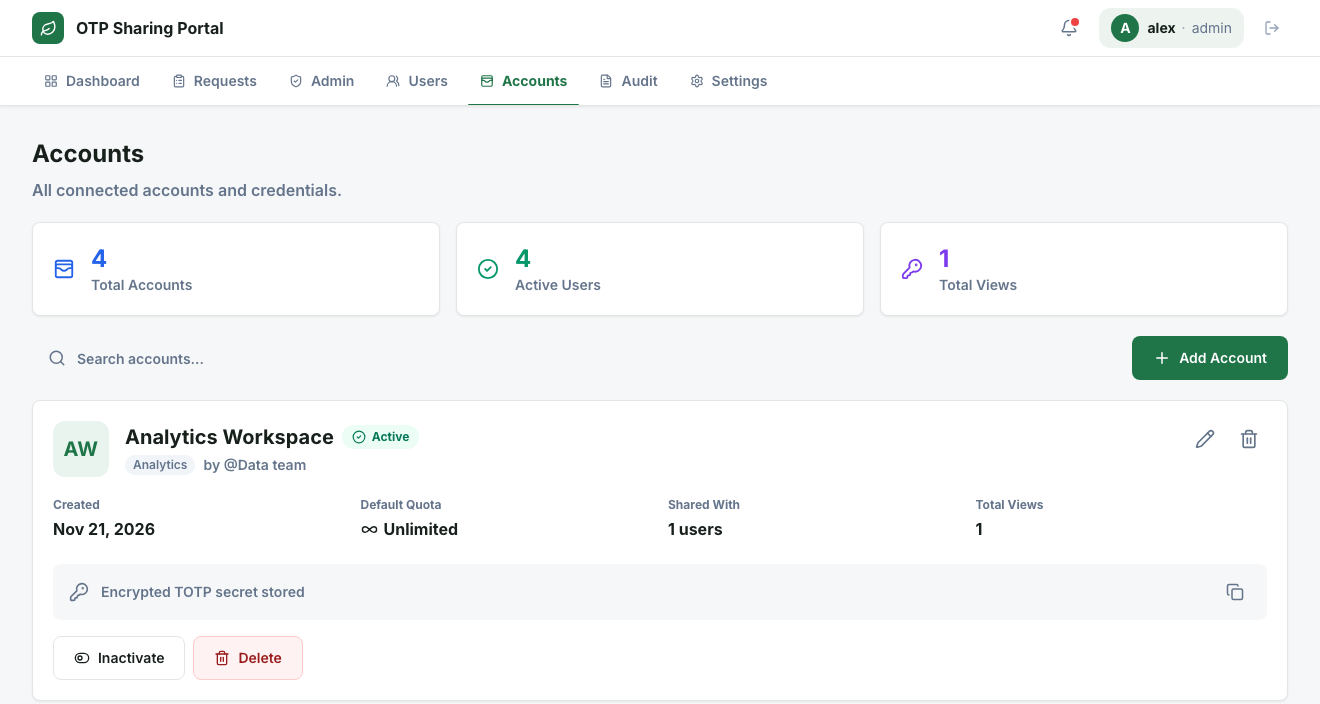 OTP Sharing Portal
A alex · admin
Dashboard Requests Admin Users Accounts Audit Settings
Accounts
All connected accounts and credentials.
4
Total Accounts
4
Active Users
1
Total Views
Search accounts...
Add Account
AW
Analytics Workspace Active
Analytics by @Data team
Created
Nov 21, 2026
Default Quota
∞ Unlimited
Shared With
1 users
Total Views
1
Encrypted TOTP secret stored
Inactivate Delete